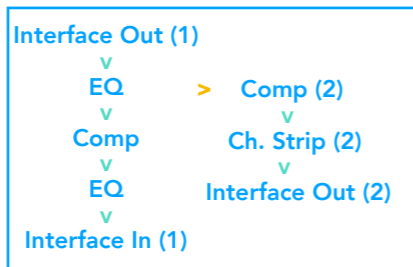 Interface Out (1)
v
EQ > Comp (2)
v v
Comp Ch. Strip (2)
v v
EQ Interface Out (2)
v
Interface In (1)